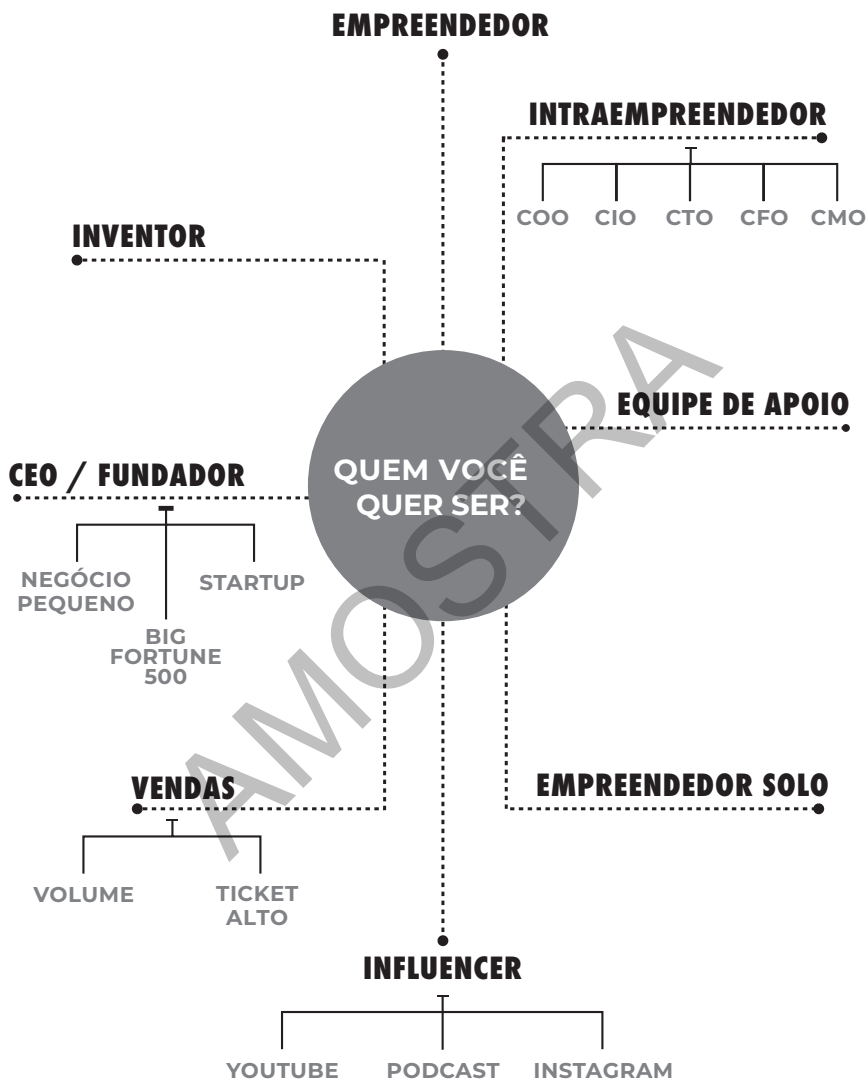 EMPREENDEDOR
INTRAEMPREENDEDOR
COO CIO CTO CFO CMO
INVENTOR
EQUIPE DE APOIO
CEO / FUNDADOR
NEGÓCIO
PEQUENO
BIG
FORTUNE
500
STARTUP
QUEM VOCÊ
QUER SER?
VENDAS
VOLUME
TICKET
ALTO
EMPREENDEDOR SOLO
INFLUENCER
YOUTUBE PODCAST INSTAGRAM
AMOSTRA